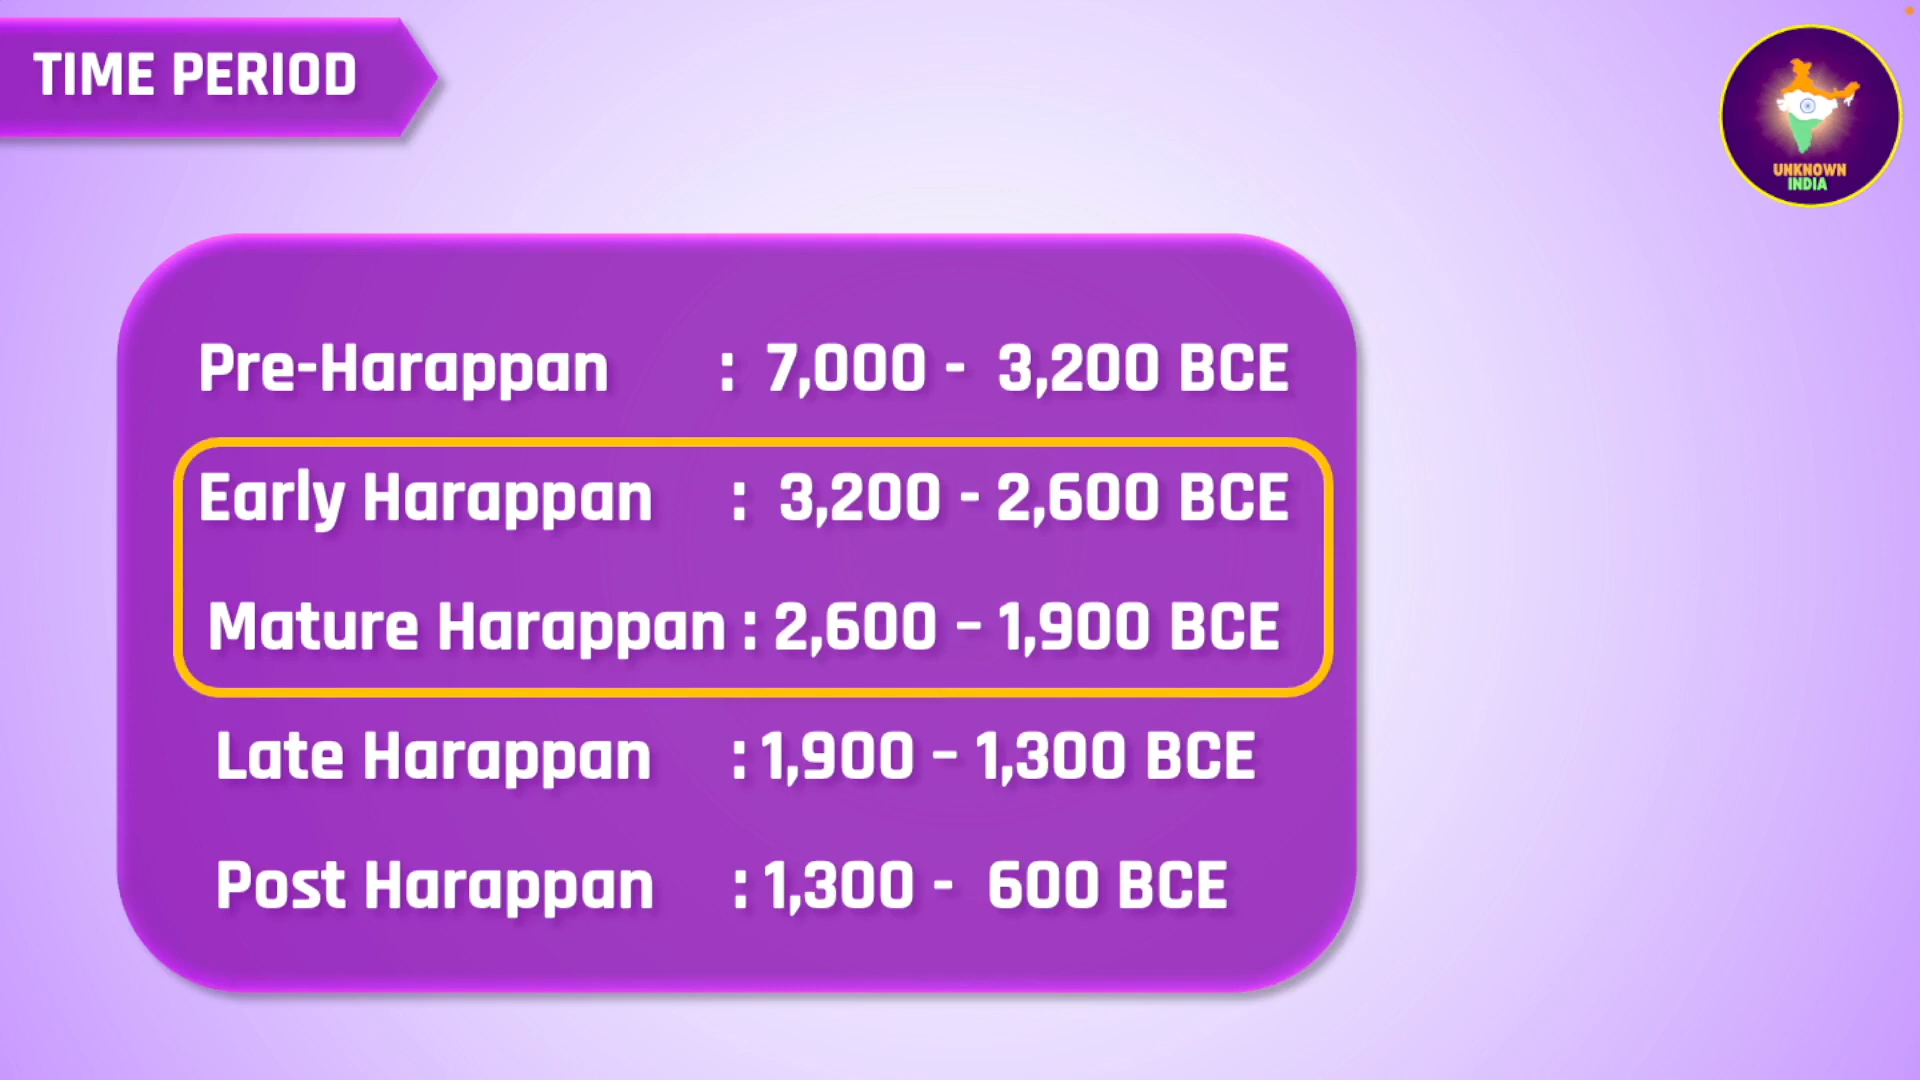 TIME PERIOD
UNKNOWN
INDIA
Pre-Harappan : 7,000 - 3,200 BCE
Early Harappan : 3,200 - 2,600 BCE
Mature Harappan : 2,600 – 1,900 BCE
Late Harappan : 1,900 – 1,300 BCE
Post Harappan : 1,300 - 600 BCE